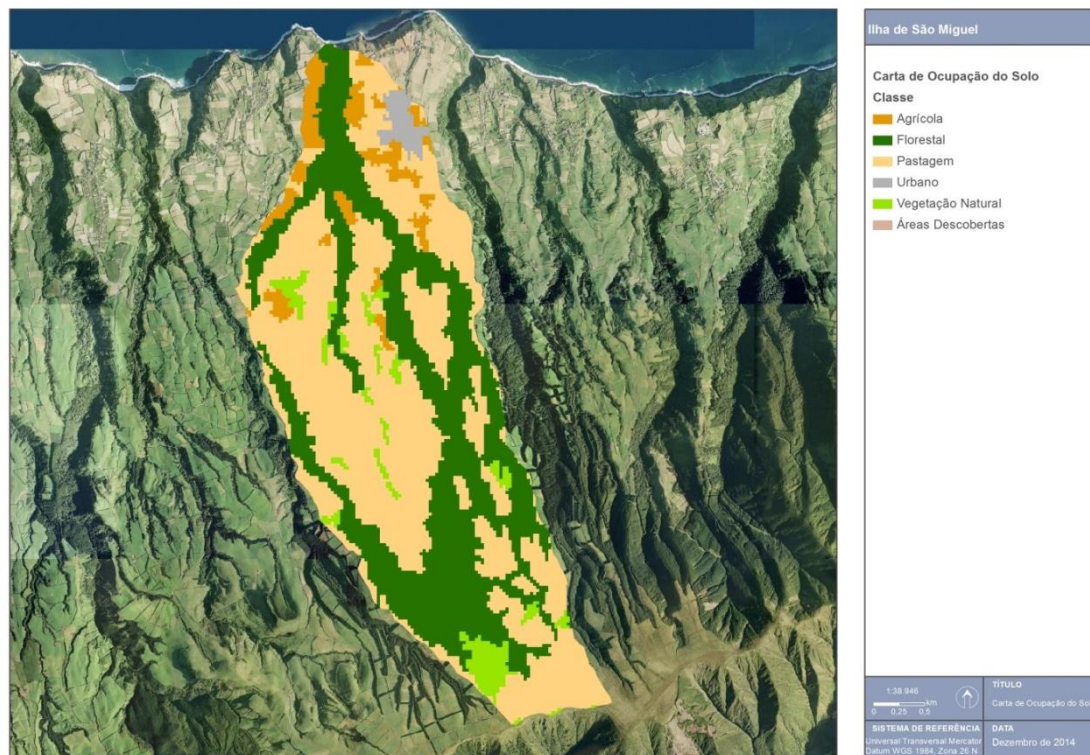 Ilha de São Miguel
Carta de Ocupação do Solo
Classe
Agrícola
Florestal
Pastagem
Urbano
Vegetação Natural
Áreas Descobertas
1:38 946
km
0 0,25 0,5
TÍTULO
Carta de Ocupação do So
SISTEMA DE REFERÊNCIA
Universal Transversal Mercator
Datum WGS 1984, Zona 26 N
DATA
Dezembro de 2014